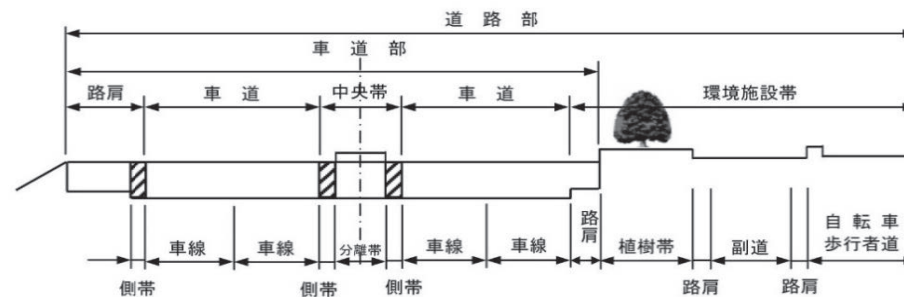 道路部
車道部
路肩 車道 中央帯 車道 環境施設帯
車線 車線 分離帯 車線 車線 路肩 植樹帯 副道 自転車歩行者道
側帯 側帯 側帯 路肩 路肩